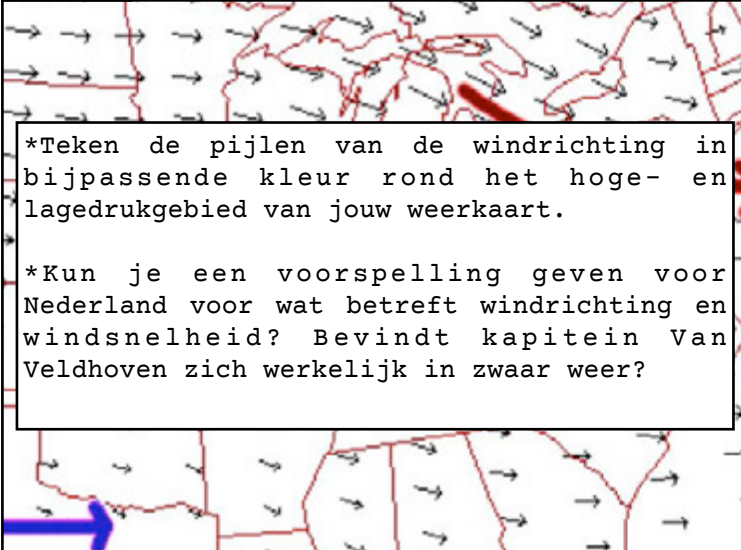 *Teken de pijlen van de windrichting in
bijpassende kleur rond het hoge- en
lagedrukgebied van jouw weerkaart.
*Kun je een voorspelling geven voor
Nederland voor wat betreft windrichting en
windsnelheid? Bevindt kapitein Van
Veldhoven zich werkelijk in zwaar weer?